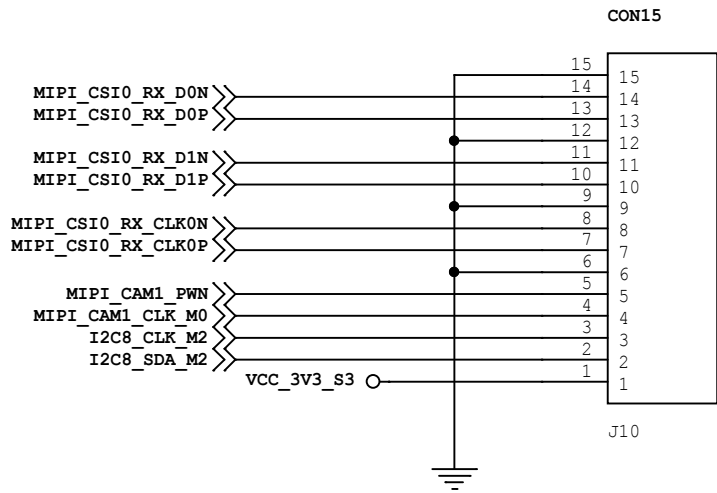 CON15
15 15
MIPI_CSI0_RX_D0N 14 14
MIPI_CSI0_RX_D0P 13 13
12 12
MIPI_CSI0_RX_D1N 11 11
MIPI_CSI0_RX_D1P 10 10
9 9
MIPI_CSI0_RX_CLK0N 8 8
MIPI_CSI0_RX_CLK0P 7 7
6 6
MIPI_CAM1_PWN 5 5
MIPI_CAM1_CLK_M0 4 4
I2C8_CLK_M2 3 3
I2C8_SDA_M2 2 2
VCC_3V3_S3 1 1
J10